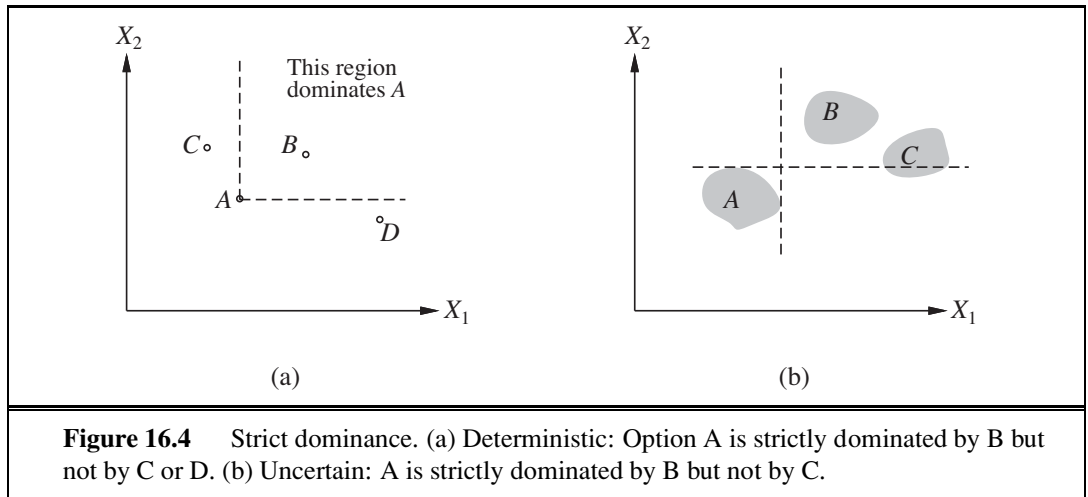 X2
This region
dominates A
C
B
A
D
X1
(a)
X2
B
C
A
X1
(b)
Figure 16.4 Strict dominance. (a) Deterministic: Option A is strictly dominated by B but
not by C or D. (b) Uncertain: A is strictly dominated by B but not by C.